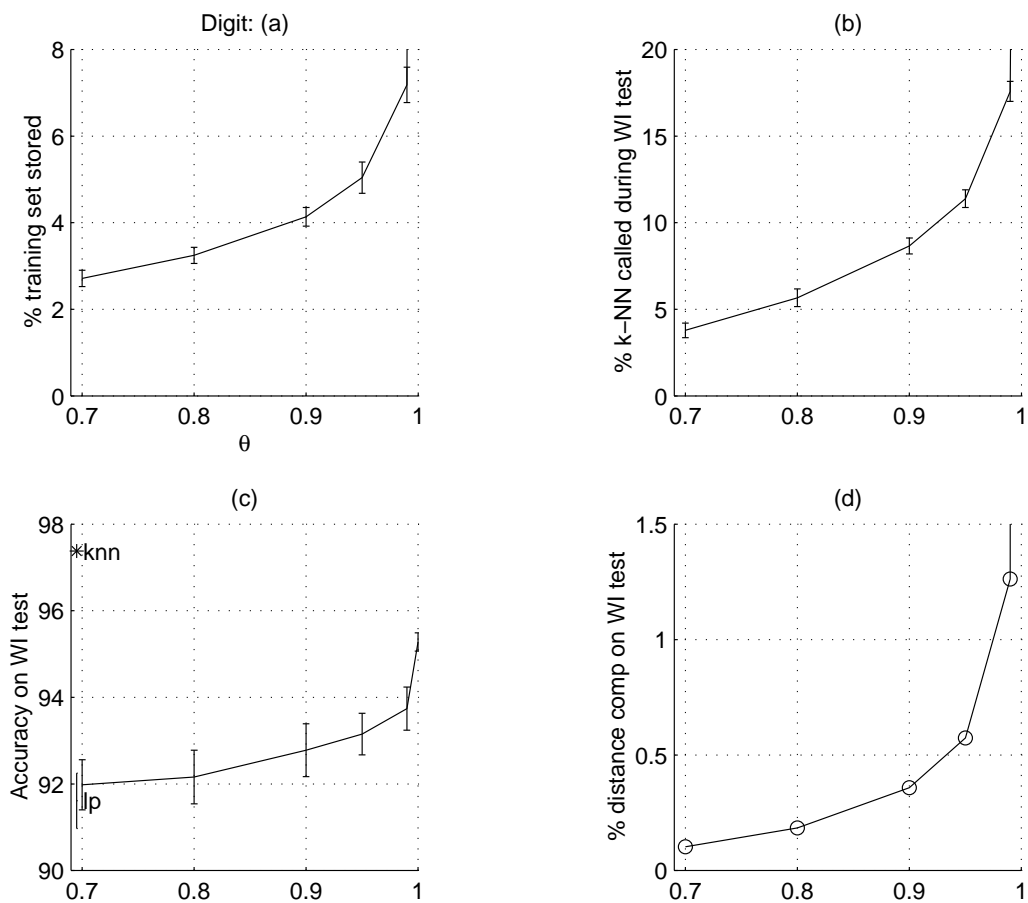 Digit: (a)
% training set stored
8
6
4
2
0
0.7 0.8 0.9 1
θ
(b)
% k−NN called during WI test
20
15
10
5
0
0.7 0.8 0.9 1
(c)
Accuracy on WI test
98
96
94
92
90
knn
lp
0.7 0.8 0.9 1
(d)
% distance comp on WI test
1.5
1
0.5
0
0.7 0.8 0.9 1